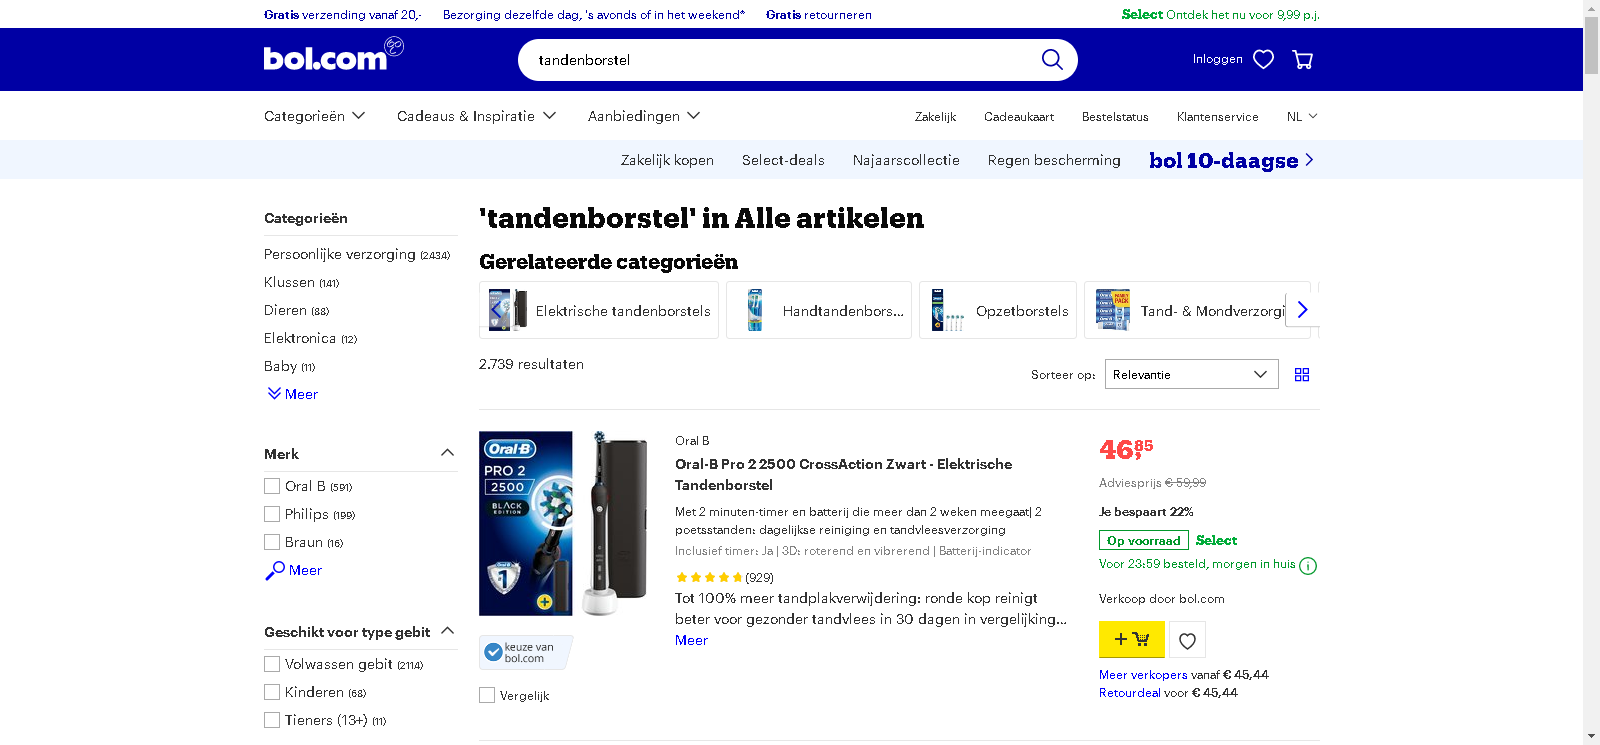 Gratis verzending vanaf 20,- Bezorging dezelfde dag, 's avonds of in het weekend* Gratis retourneren Select Ontdek het nu voor 9,99 p.j.
bol.com tandenborstel Inloggen
Categorieën Cadeaus & Inspiratie Aanbiedingen Zakelijk Cadeaukaart Bestelstatus Klantenservice NL
Zakelijk kopen Select-deals Najaarscollectie Regen bescherming bol 10-daagse
Categorieën
Persoonlijke verzorging (2434)
Klussen (141)
Dieren (88)
Elektronica (12)
Baby (11)
Meer
Merk
Oral B (591)
Philips (199)
Braun (16)
Meer
Geschikt voor type gebit
Volwassen gebit (2114)
Kinderen (68)
Tieners (13+) (11)
'tandenborstel' in Alle artikelen
Gerelateerde categorieën
Elektrische tandenborstels Handtandenbors... Opzetborstels Tand- & Mondverzorgi
2.739 resultaten
Sorteer op: Relevantie
Oral-B
PRO 2
2500
BLACK
EDITION
1
keuze van
bol.com
Vergelijk
Oral B
Oral-B Pro 2 2500 CrossAction Zwart - Elektrische
Tandenborstel
Met 2 minuten-timer en batterij die meer dan 2 weken meegaat| 2
poetsstanden: dagelijkse reiniging en tandvleesverzorging
Inclusief timer: Ja | 3D: roterend en vibrerend | Batterij-indicator
(929)
Tot 100% meer tandplakverwijdering: ronde kop reinigt
beter voor gezonder tandvlees in 30 dagen in vergelijking...
Meer
46,85
Adviesprijs € 59,99
Je bespaart 22%
Op voorraad Select
Voor 23:59 besteld, morgen in huis
Verkoop door bol.com
Meer verkopers vanaf € 45,44
Retourdeal voor € 45,44